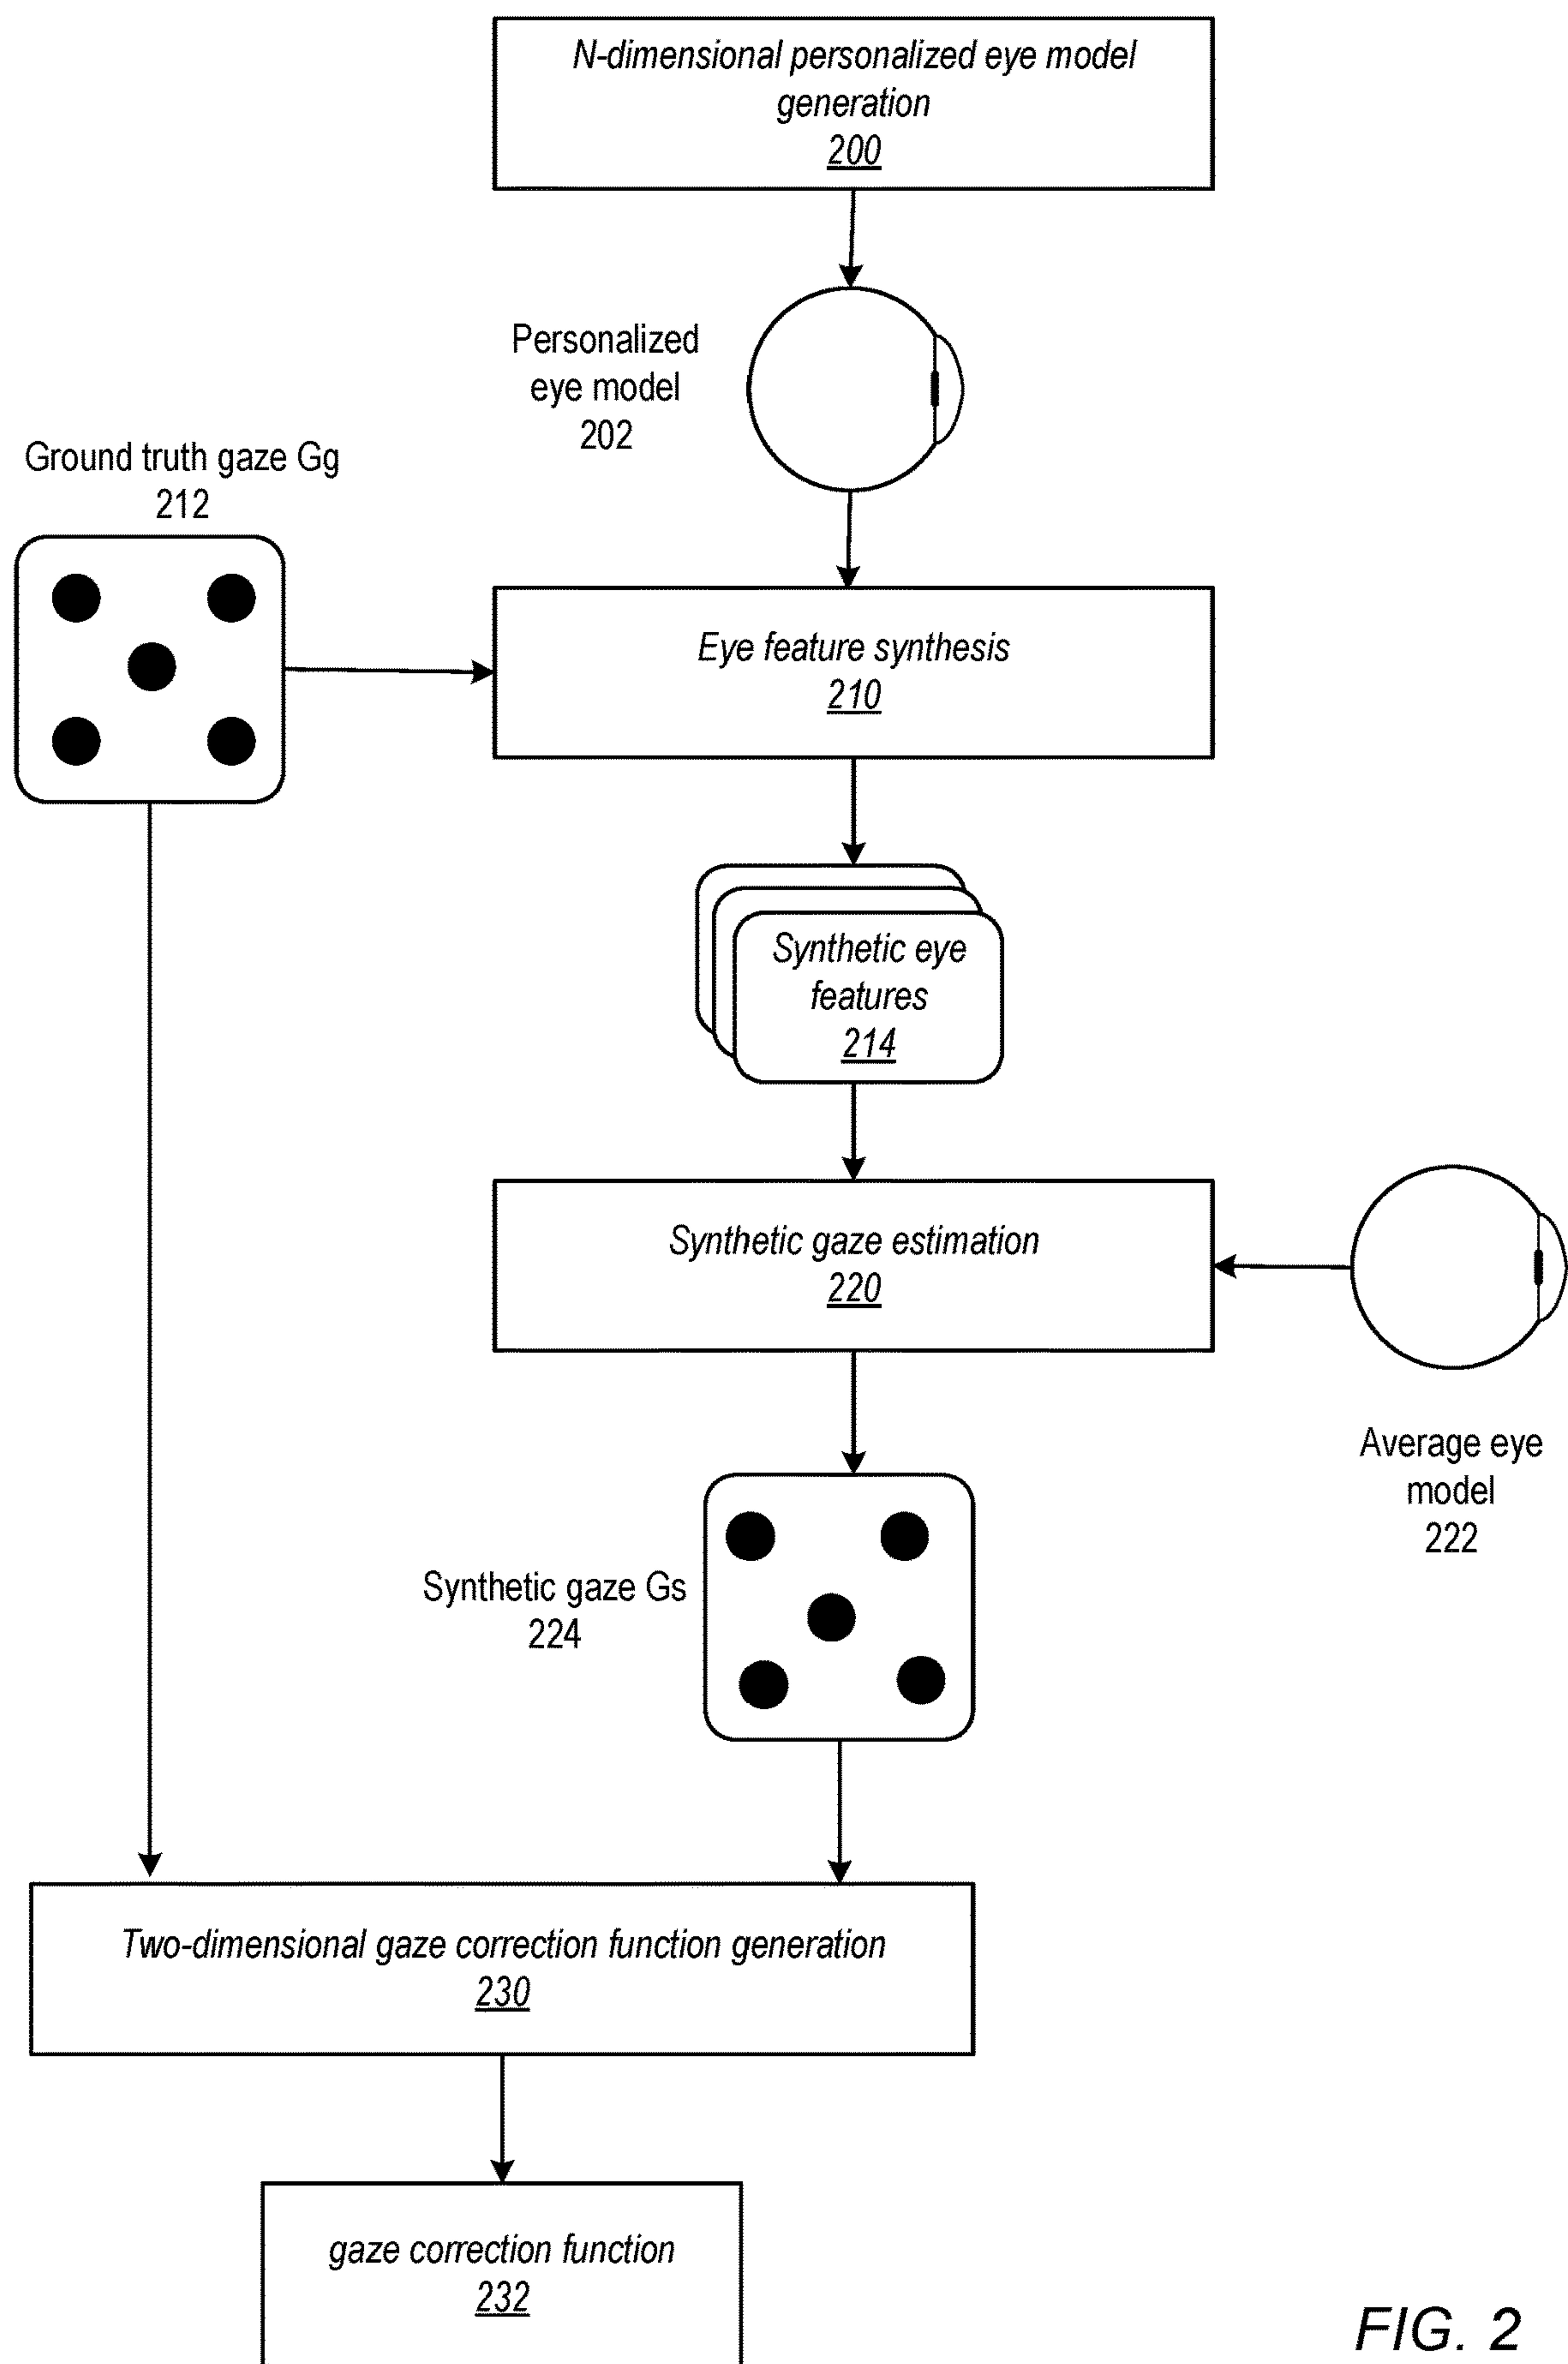 N-dimensional personalized eye model
generation
200
Personalized
eye model
202
Ground truth gaze Gg
212
Eye feature synthesis
210
Synthetic eye
features
214
Synthetic gaze estimation
220
Average eye
model
222
Synthetic gaze Gs
224
Two-dimensional gaze correction function generation
230
gaze correction function
232
FIG. 2